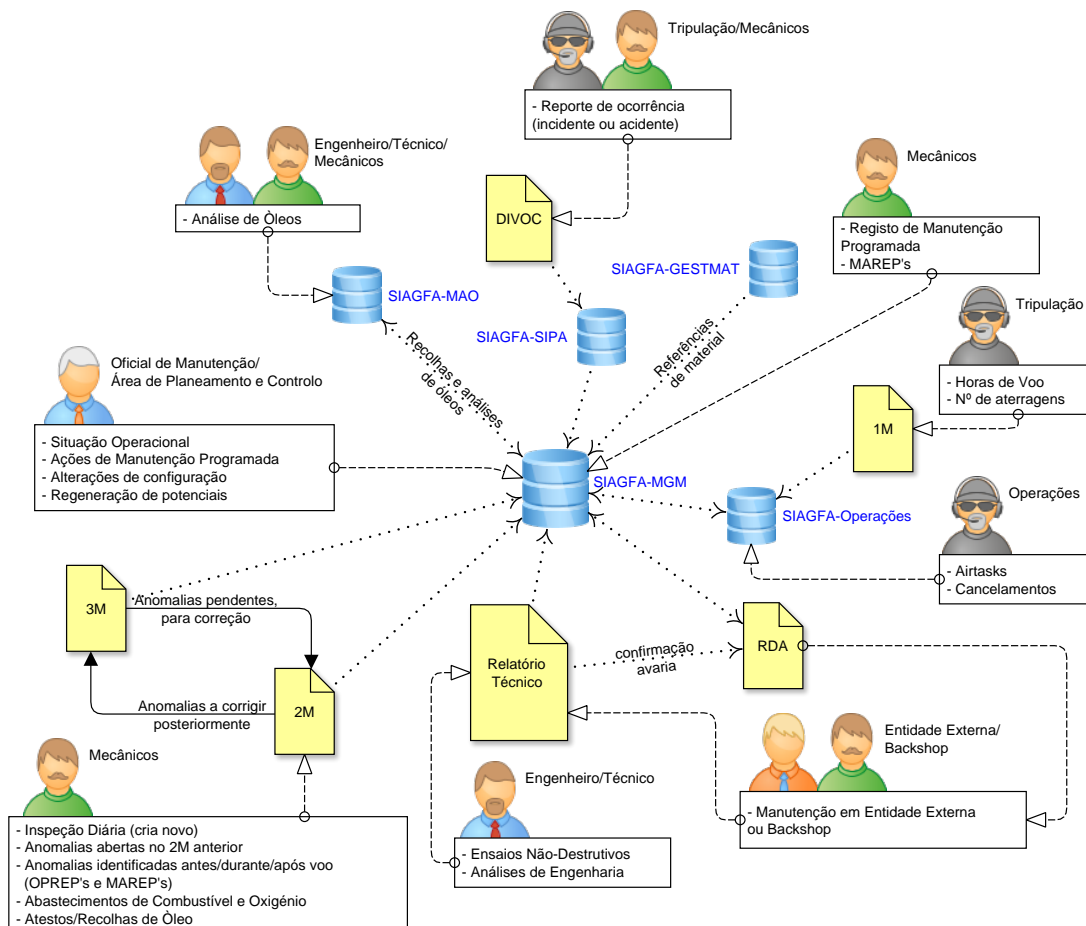 Tripulação/Mecânicos
- Reporte de ocorrência
(incidente ou acidente)
Engenheiro/Técnico/
Mecânicos
- Análise de Òleos
Mecânicos
- Registo de Manutenção
Programada
- MAREP's
DIVOC
SIAGFA-GESTMAT
SIAGFA-MAO
SIAGFA-SIPA
Tripulação
- Horas de Voo
- Nº de aterragens
Recolhas e análises
de óleos
Referências
de material
Oficial de Manutenção/
Área de Planeamento e Controlo
- Situação Operacional
- Ações de Manutenção Programada
- Alterações de configuração
- Regeneração de potenciais
1M
SIAGFA-MGM
SIAGFA-Operações
Operações
- Airtasks
- Cancelamentos
3M
Anomalias pendentes,
para correção
Relatório
Técnico
confirmação
avaria
RDA
Anomalias a corrigir
posteriormente
2M
Mecânicos
- Inspeção Diária (cria novo)
- Anomalias abertas no 2M anterior
- Anomalias identificadas antes/durante/após voo
(OPREP's e MAREP's)
- Abastecimentos de Combustível e Oxigénio
- Atestos/Recolhas de Òleo
Engenheiro/Técnico
- Ensaios Não-Destrutivos
- Análises de Engenharia
Entidade Externa/
Backshop
- Manutenção em Entidade Externa
ou Backshop